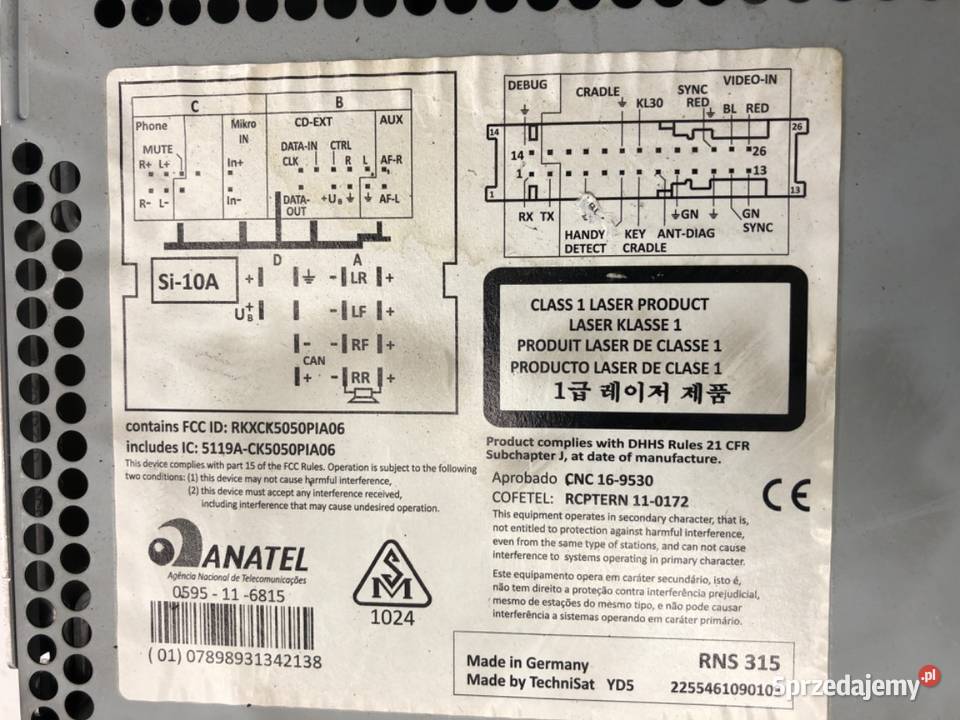 C B
Phone Mikro IN CD-EXT AUX
MUTE DATA-IN CTRL
R+ L+ In+ CLK R L AF-R
R- L- In- DATA-OUT +UB AF-L
D A
Si-10A + - LR +
U+B - LF +
- - RF +
CAN
+ - RR +
DEBUG CRADLE KL30 SYNC RED BL RED VIDEO-IN
14 26
14 26
1 13
1 13
RX TX HANDY DETECT KEY CRADLE ANT-DIAG GN GN SYNC
CLASS 1 LASER PRODUCT
LASER KLASSE 1
PRODUIT LASER DE CLASSE 1
PRODUCTO LASER DE CLASE 1
1급 레이저 제품
contains FCC ID: RKXCK5050PIA06
includes IC: 5119A-CK5050PIA06
This device complies with part 15 of the FCC Rules. Operation is subject to the following
two conditions: (1) this device may not cause harmful interference,
(2) this device must accept any interference received,
including interference that may cause undesired operation.
ANATEL
Agência Nacional de Telecomunicações
0595 - 11 -6815
(01) 07898931342138
1024
Product complies with DHHS Rules 21 CFR
Subchapter J, at date of manufacture.
Aprobado CNC 16-9530
COFETEL: RCPTERN 11-0172
CE
This equipment operates in secondary character, that is,
not entitled to protection against harmful interference,
even from the same type of stations, and can not cause
interference to systems operating in primary character.
Este equipamento opera em caráter secundário, isto é,
não tem direito a proteção contra interferência prejudicial,
mesmo de estações do mesmo tipo, e não pode causar
interferência a sistemas operando em caráter primário.
Made in Germany RNS 315
Made by TechniSat YD5
Sprzedajemy.pl